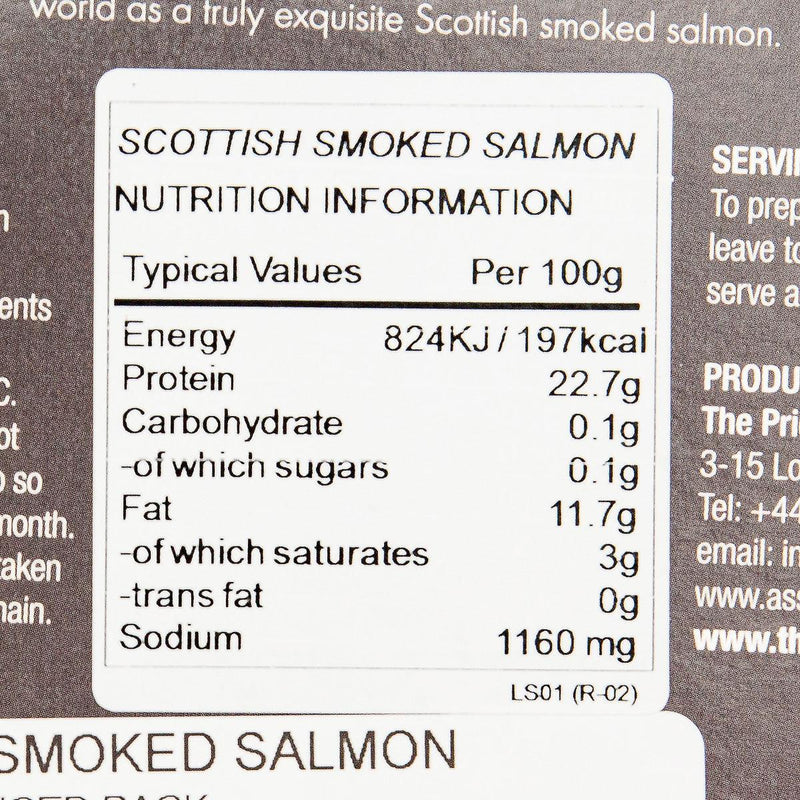 world as a truly exquisite Scottish smoked salmon.
SCOTTISH SMOKED SALMON
NUTRITION INFORMATION
Typical Values Per 100g
Energy 824KJ / 197kcal
Protein 22.7g
Carbohydrate 0.1g
-of which sugars 0.1g
Fat 11.7g
-of which saturates 3g
-trans fat 0g
Sodium 1160 mg
LS01 (R-02)
SMOKED SALMON
ents
C.
ot
so
month.
taken
SERVI
To prep
leave to
serve a
PRODU
The Pri
3-15 Lo
Tel: +44
email: in
www.ass
www.th